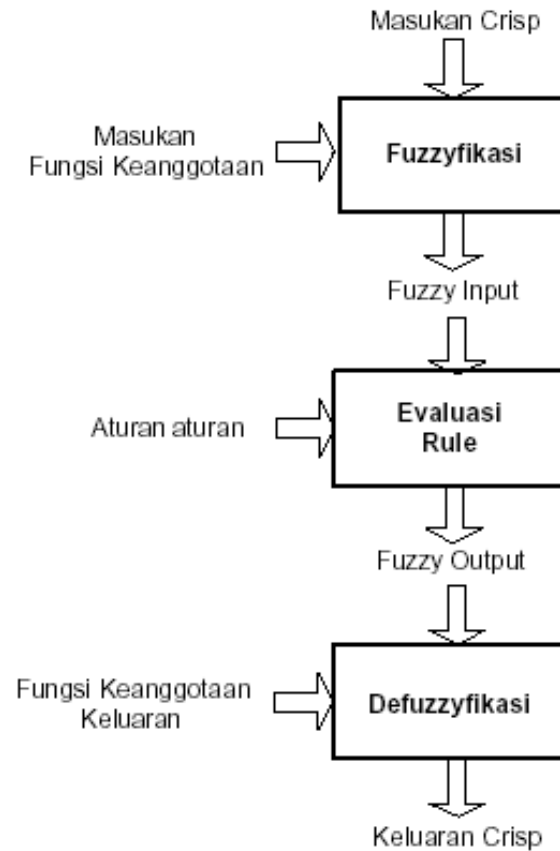 Masukan Crisp
Masukan
Fungsi Keanggotaan
Fuzzyfikasi
Fuzzy Input
Aturan aturan
Evaluasi
Rule
Fuzzy Output
Fungsi Keanggotaan
Keluaran
Defuzzyfikasi
Keluaran Crisp